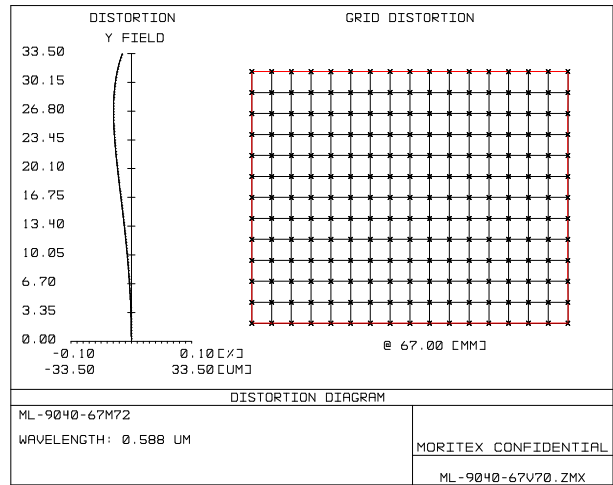 DISTORTION
Y FIELD
GRID DISTORTION
33.50
30.15
26.80
23.45
20.10
16.75
13.40
10.05
6.70
3.35
0.00
-0.10 0.10[%]
-33.50 33.50[UM]
@ 67.00 [MM]
DISTORTION DIAGRAM
ML-9040-67M72
WAVELENGTH: 0.588 UM
MORITEX CONFIDENTIAL
ML-9040-67V70.ZMX